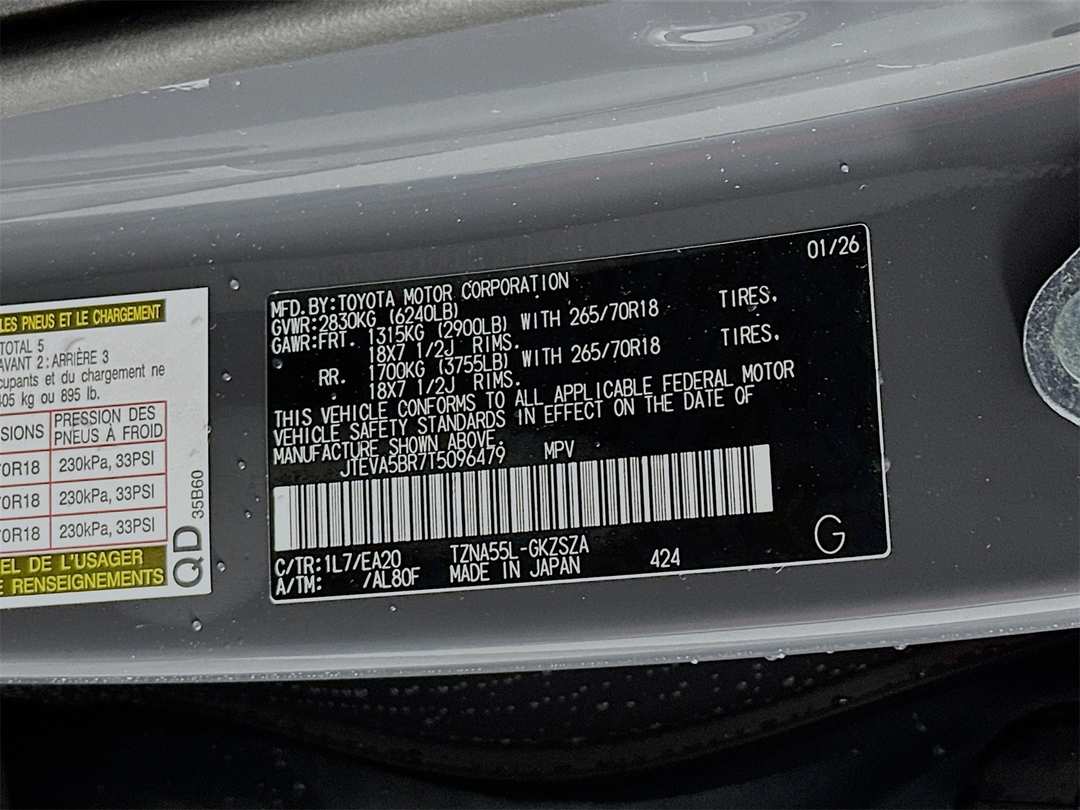 LES PNEUS ET LE CHARGEMENT
TOTAL 5
AVANT 2 : ARRIÈRE 3
cupants et du chargement ne
405 kg ou 895 lb.
SIONS PRESSION DES PNEUS À FROID
70R18 230kPa, 33PSI
70R18 230kPa, 33PSI
70R18 230kPa, 33PSI
EL DE L'USAGER
E RENSEIGNEMENTS
QD 35B60
01/26
MFD. BY:TOYOTA MOTOR CORPORATION
GVWR:2830KG (6240LB)
GAWR:FRT. 1315KG (2900LB) WITH 265/70R18 TIRES,
18X7 1/2J RIMS.
RR. 1700KG (3755LB) WITH 265/70R18 TIRES,
18X7 1/2J RIMS.
THIS VEHICLE CONFORMS TO ALL APPLICABLE FEDERAL MOTOR
VEHICLE SAFETY STANDARDS IN EFFECT ON THE DATE OF
MANUFACTURE SHOWN ABOVE.
JTEVA5BR7T5096479 MPV
C/TR:1L7/EA20 TZNA55L-GKZSZA
A/TM: /AL80F MADE IN JAPAN 424
G